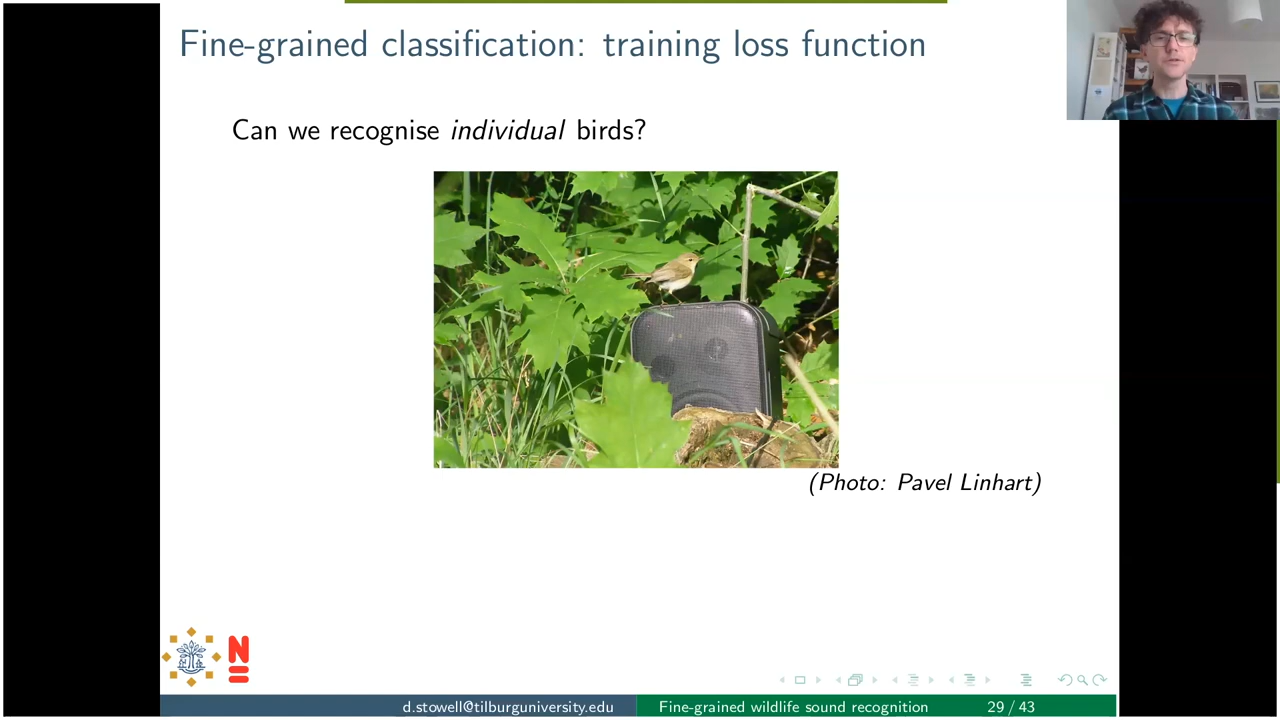 Fine-grained classification: training loss function
Can we recognise individual birds?
(Photo: Pavel Linhart)
N
d.stowell@tilburguniversity.edu Fine-grained wildlife sound recognition 29 / 43